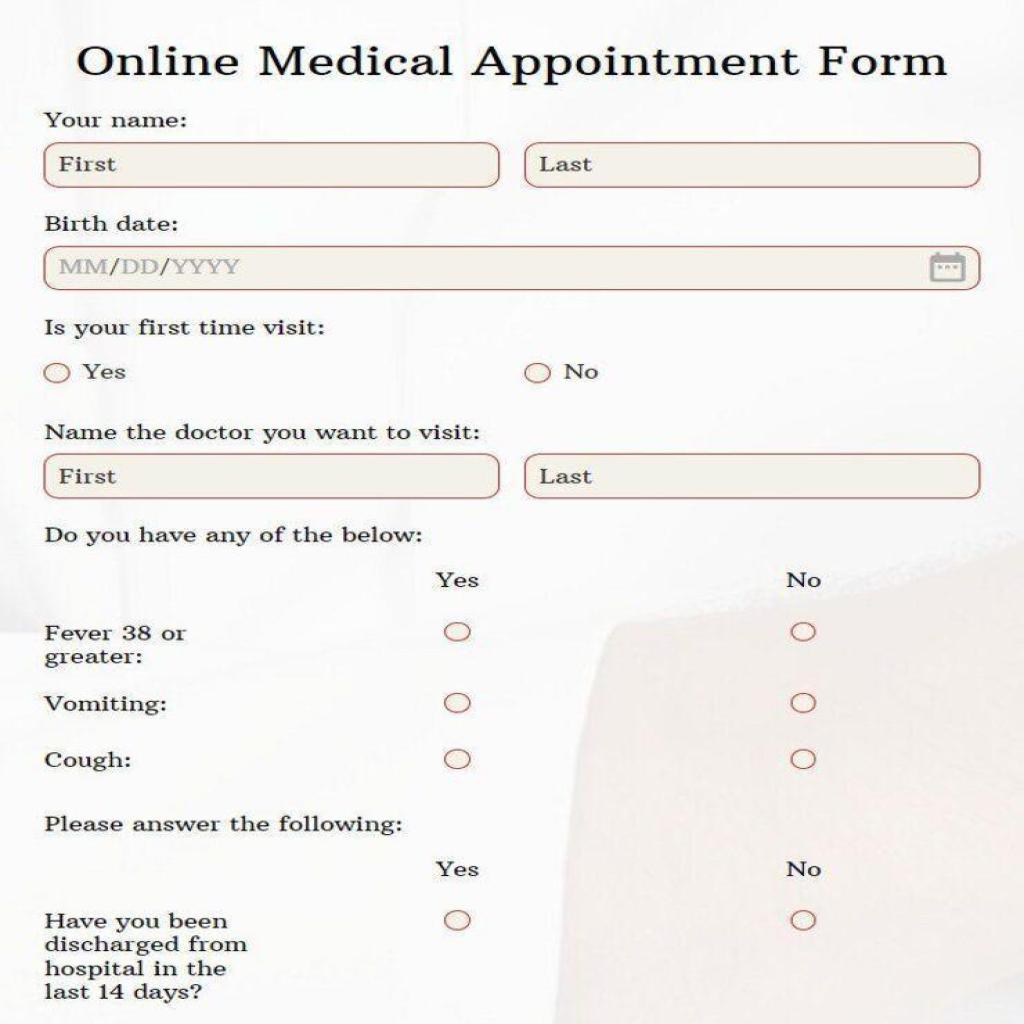 Online Medical Appointment Form
Your name:
First Last
Birth date:
MM/DD/YYYY
Is your first time visit:
Yes No
Name the doctor you want to visit:
First Last
Do you have any of the below:
Yes No
Fever 38 or
greater:
Vomiting:
Cough:
Please answer the following:
Yes No
Have you been
discharged from
hospital in the
last 14 days?